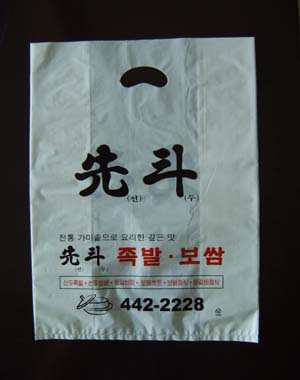 先斗
(선) (두)
전통 가마솥으로 요리한 깊은 맛
先斗 족발·보쌈
(선) (두)
442-2228